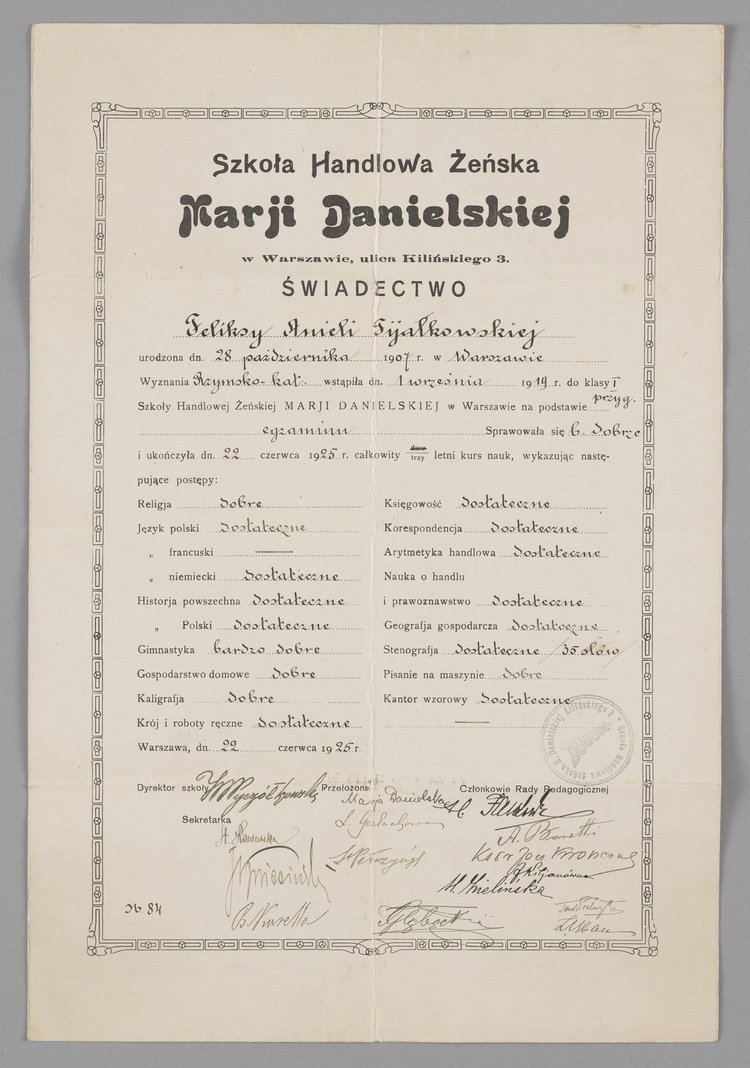 Szkoła Handlowa Żeńska
Marji Danielskiej
w Warszawie, ulica Kilińskiego 3.
ŚWIADECTWO
Feliksy Anieli Fijałkowskiej
urodzona dn. 28 października 1907 r. w Warszawie
Wyznania Rzymsko-kat. wstąpiła dn. 1 września 1919 r. do klasy I przyg.
Szkoły Handlowej Żeńskiej MARJI DANIELSKIEJ w Warszawie na podstawie
egzaminu Sprawowała się b. dobrze
i ukończyła dn. 22 czerwca 1925 r. całkowity trzy letni kurs nauk, wykazując nastę-
pujące postępy:
Religja dobre
Język polski dostateczne
„ francuski —
„ niemiecki dostateczne
Historja powszechna dostateczne
„ Polski dostateczne
Gimnastyka bardzo dobre
Gospodarstwo domowe dobre
Kaligrafja dobre
Krój i roboty ręczne dostateczne
Księgowość dostateczne
Korespondencja dostateczne
Arytmetyka handlowa dostateczne
Nauka o handlu
i prawoznawstwo dostateczne
Geografja gospodarcza dostateczne
Stenografja dostateczne /35 słów/
Pisanie na maszynie dobre
Kantor wzorowy dostateczne
Warszawa, dn. 22 czerwca 1925 r
Dyrektor szkoły Przełożona Członkowie Rady Pedagogicznej
Marja Danielska
Sekretarka
L. Gerlachowa
M. Zielińska
№ 84